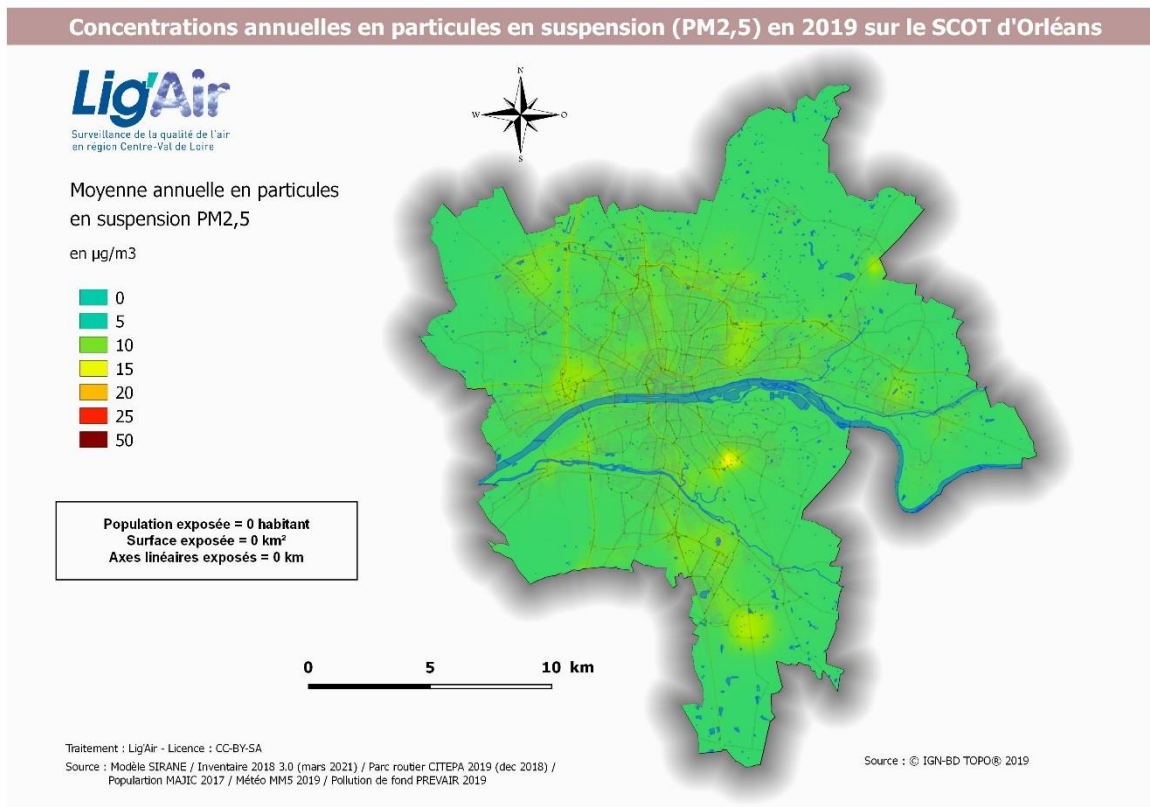 Concentrations annuelles en particules en suspension (PM2,5) en 2019 sur le SCOT d'Orléans
Lig'Air
Surveillance de la qualité de l'air
en région Centre-Val de Loire
N
W
O
S
Moyenne annuelle en particules
en suspension PM2,5
en µg/m3
0
5
10
15
20
25
50
Population exposée = 0 habitant
Surface exposée = 0 km²
Axes linéaires exposés = 0 km
0 5 10 km
Traitement : Lig'Air - Licence : CC-BY-SA
Source : Modèle SIRANE / Inventaire 2018 3.0 (mars 2021) / Parc routier CITEPA 2019 (dec 2018) /
Populartion MAJIC 2017 / Météo MM5 2019 / Pollution de fond PREVAIR 2019
Source : © IGN-BD TOPO® 2019